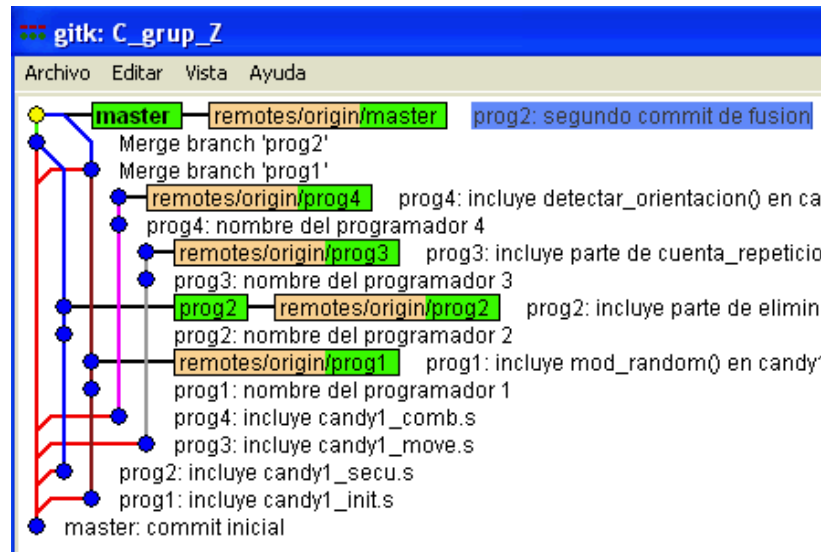 gitk: C_grup_Z
Archivo Editar Vista Ayuda
master remotes/origin/master prog2: segundo commit de fusion
Merge branch 'prog2'
Merge branch 'prog1'
remotes/origin/prog4 prog4: incluye detectar_orientacion() en ca
prog4: nombre del programador 4
remotes/origin/prog3 prog3: incluye parte de cuenta_repeticio
prog3: nombre del programador 3
prog2 remotes/origin/prog2 prog2: incluye parte de elimin
prog2: nombre del programador 2
remotes/origin/prog1 prog1: incluye mod_random() en candy1
prog1: nombre del programador 1
prog4: incluye candy1_comb.s
prog3: incluye candy1_move.s
prog2: incluye candy1_secu.s
prog1: incluye candy1_init.s
master: commit inicial